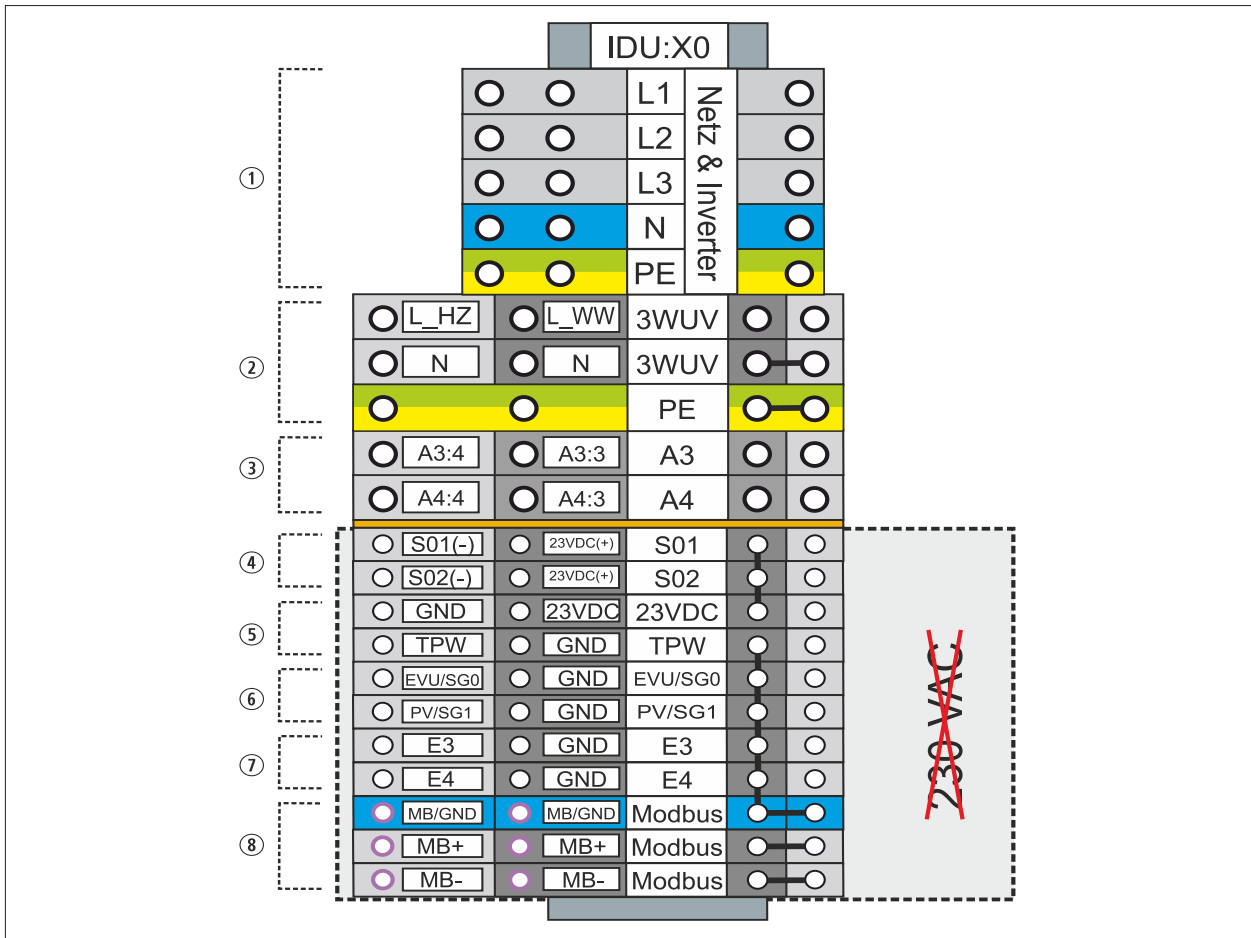 IDU:X0
L1
L2
L3
N
PE
Netz & Inverter
①
L_HZ L_WW 3WUV
N N 3WUV
PE
②
A3:4 A3:3 A3
A4:4 A4:3 A4
③
S01(-) 23VDC(+) S01
S02(-) 23VDC(+) S02
④
GND 23VDC 23VDC
TPW GND TPW
⑤
EVU/SG0 GND EVU/SG0
PV/SG1 GND PV/SG1
⑥
E3 GND E3
E4 GND E4
⑦
MB/GND MB/GND Modbus
MB+ MB+ Modbus
MB- MB- Modbus
⑧
230 VAC